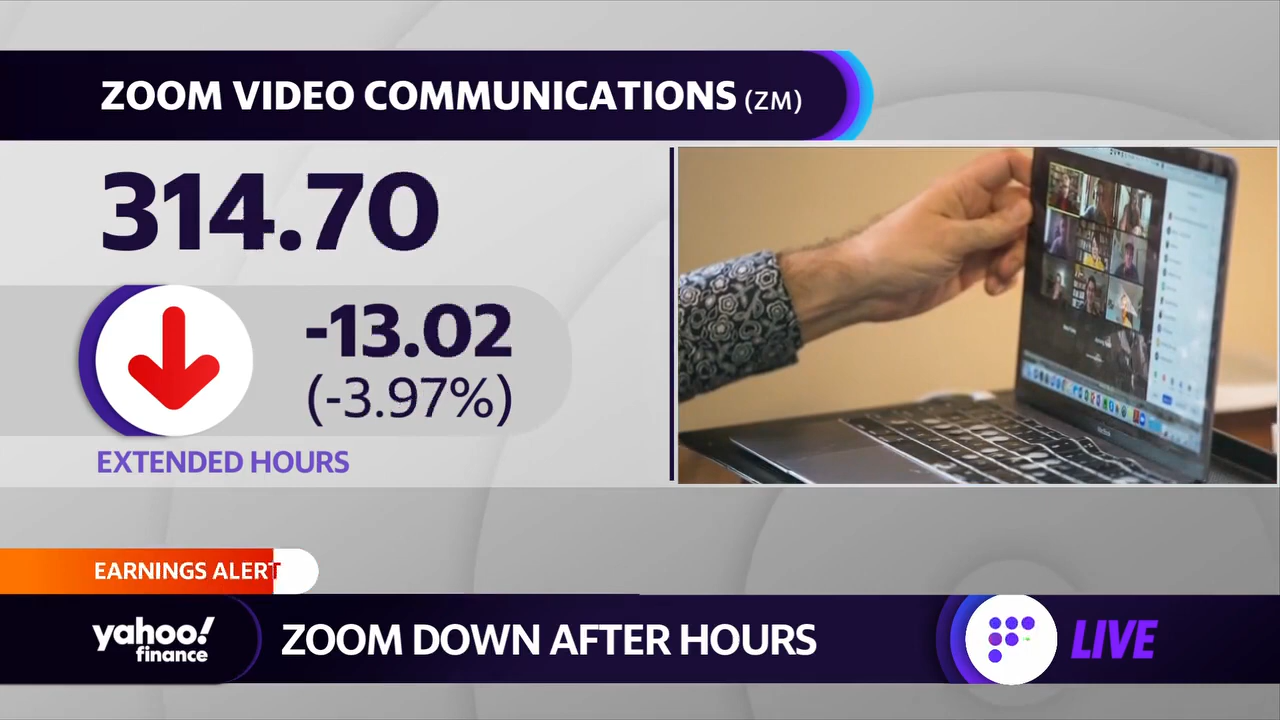 ZOOM VIDEO COMMUNICATIONS (ZM)
314.70
-13.02
(-3.97%)
EXTENDED HOURS
EARNINGS ALERT
yahoo!
finance
ZOOM DOWN AFTER HOURS
LIVE